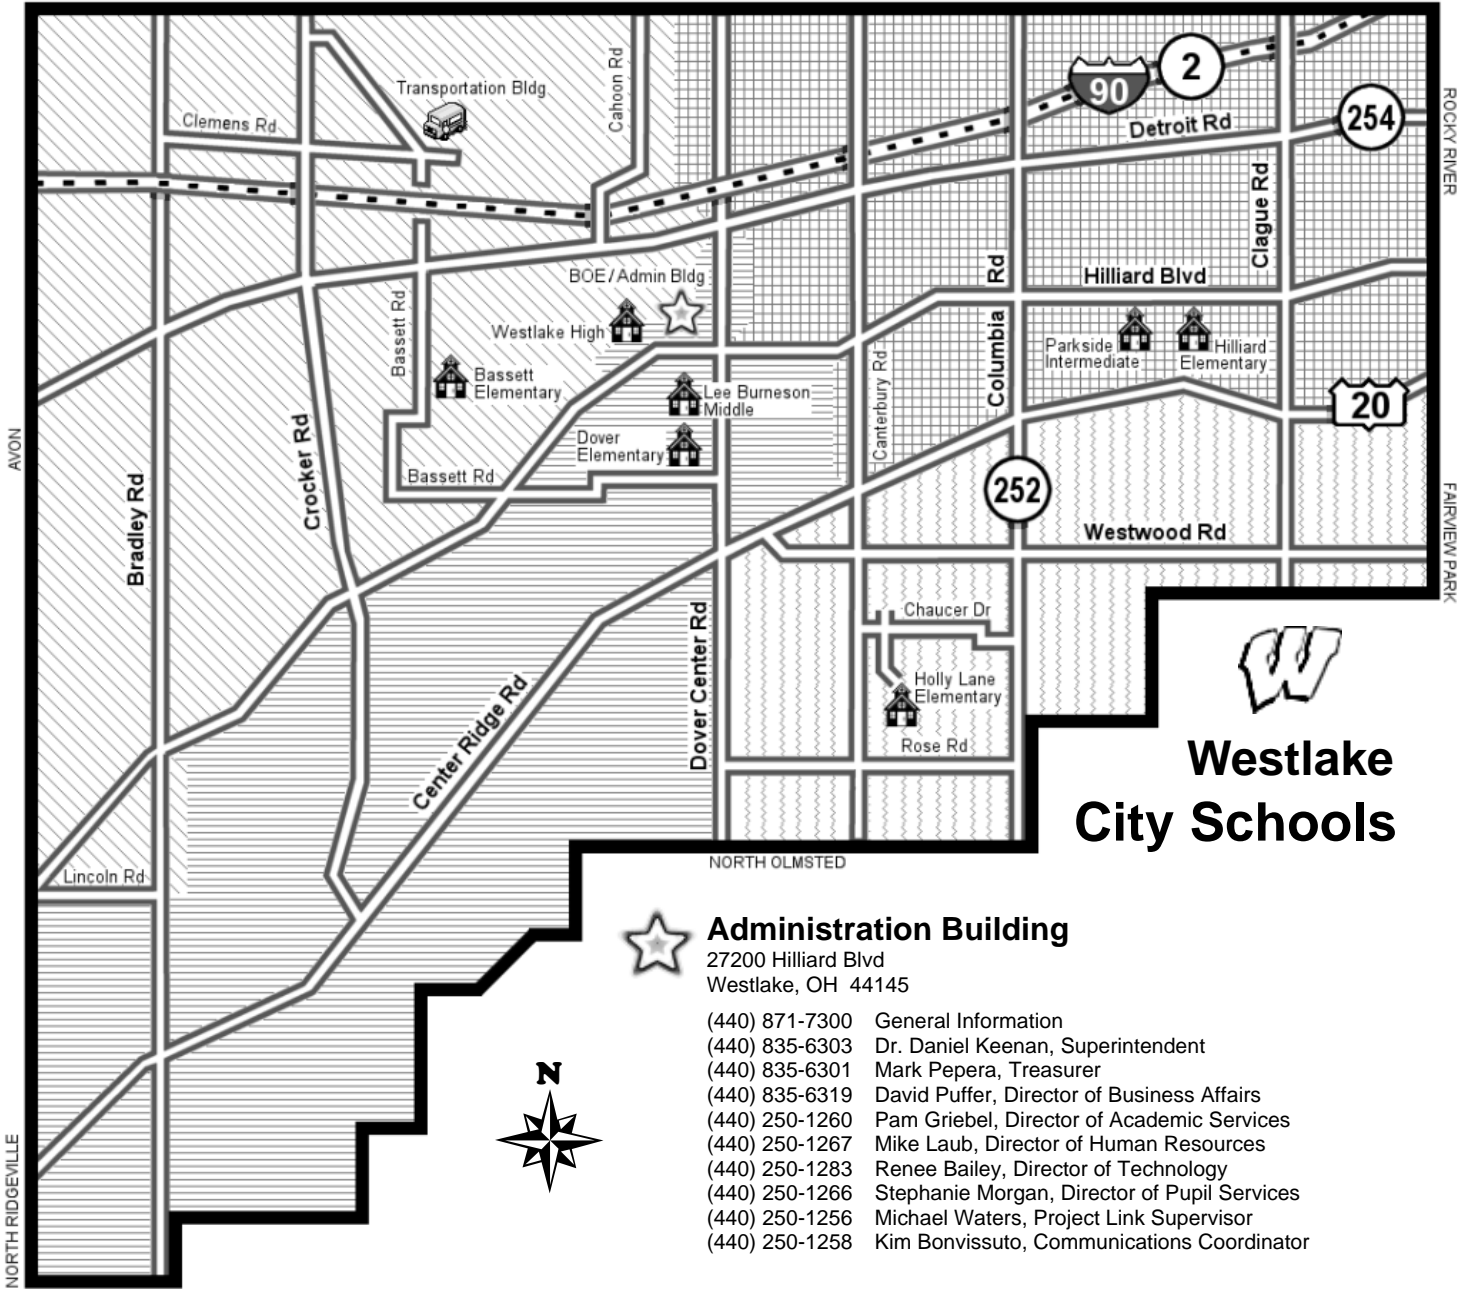 Transportation Bldg
Cahoon Rd
Clemens Rd
90
2
254
Detroit Rd
ROCKY RIVER
Clague Rd
BOE/Admin Bldg
Columbia Rd
Hilliard Blvd
Bassett Rd
Westlake High
Parkside
Intermediate
Hilliard
Elementary
Bassett
Elementary
Lee Burneson
Middle
Canterbury Rd
20
Dover
Elementary
AVON
Crocker Rd
Bassett Rd
Bradley Rd
252
Westwood Rd
FAIRVIEW PARK
Chaucer Dr
Dover Center Rd
Holly Lane
Elementary
Center Ridge Rd
Rose Rd
W
Westlake
City Schools
Lincoln Rd
NORTH OLMSTED
Administration Building
27200 Hilliard Blvd
Westlake, OH 44145
(440) 871-7300 General Information
(440) 835-6303 Dr. Daniel Keenan, Superintendent
(440) 835-6301 Mark Pepera, Treasurer
(440) 835-6319 David Puffer, Director of Business Affairs
(440) 250-1260 Pam Griebel, Director of Academic Services
(440) 250-1267 Mike Laub, Director of Human Resources
(440) 250-1283 Renee Bailey, Director of Technology
(440) 250-1266 Stephanie Morgan, Director of Pupil Services
(440) 250-1256 Michael Waters, Project Link Supervisor
(440) 250-1258 Kim Bonvissuto, Communications Coordinator
N
NORTH RIDGEVILLE